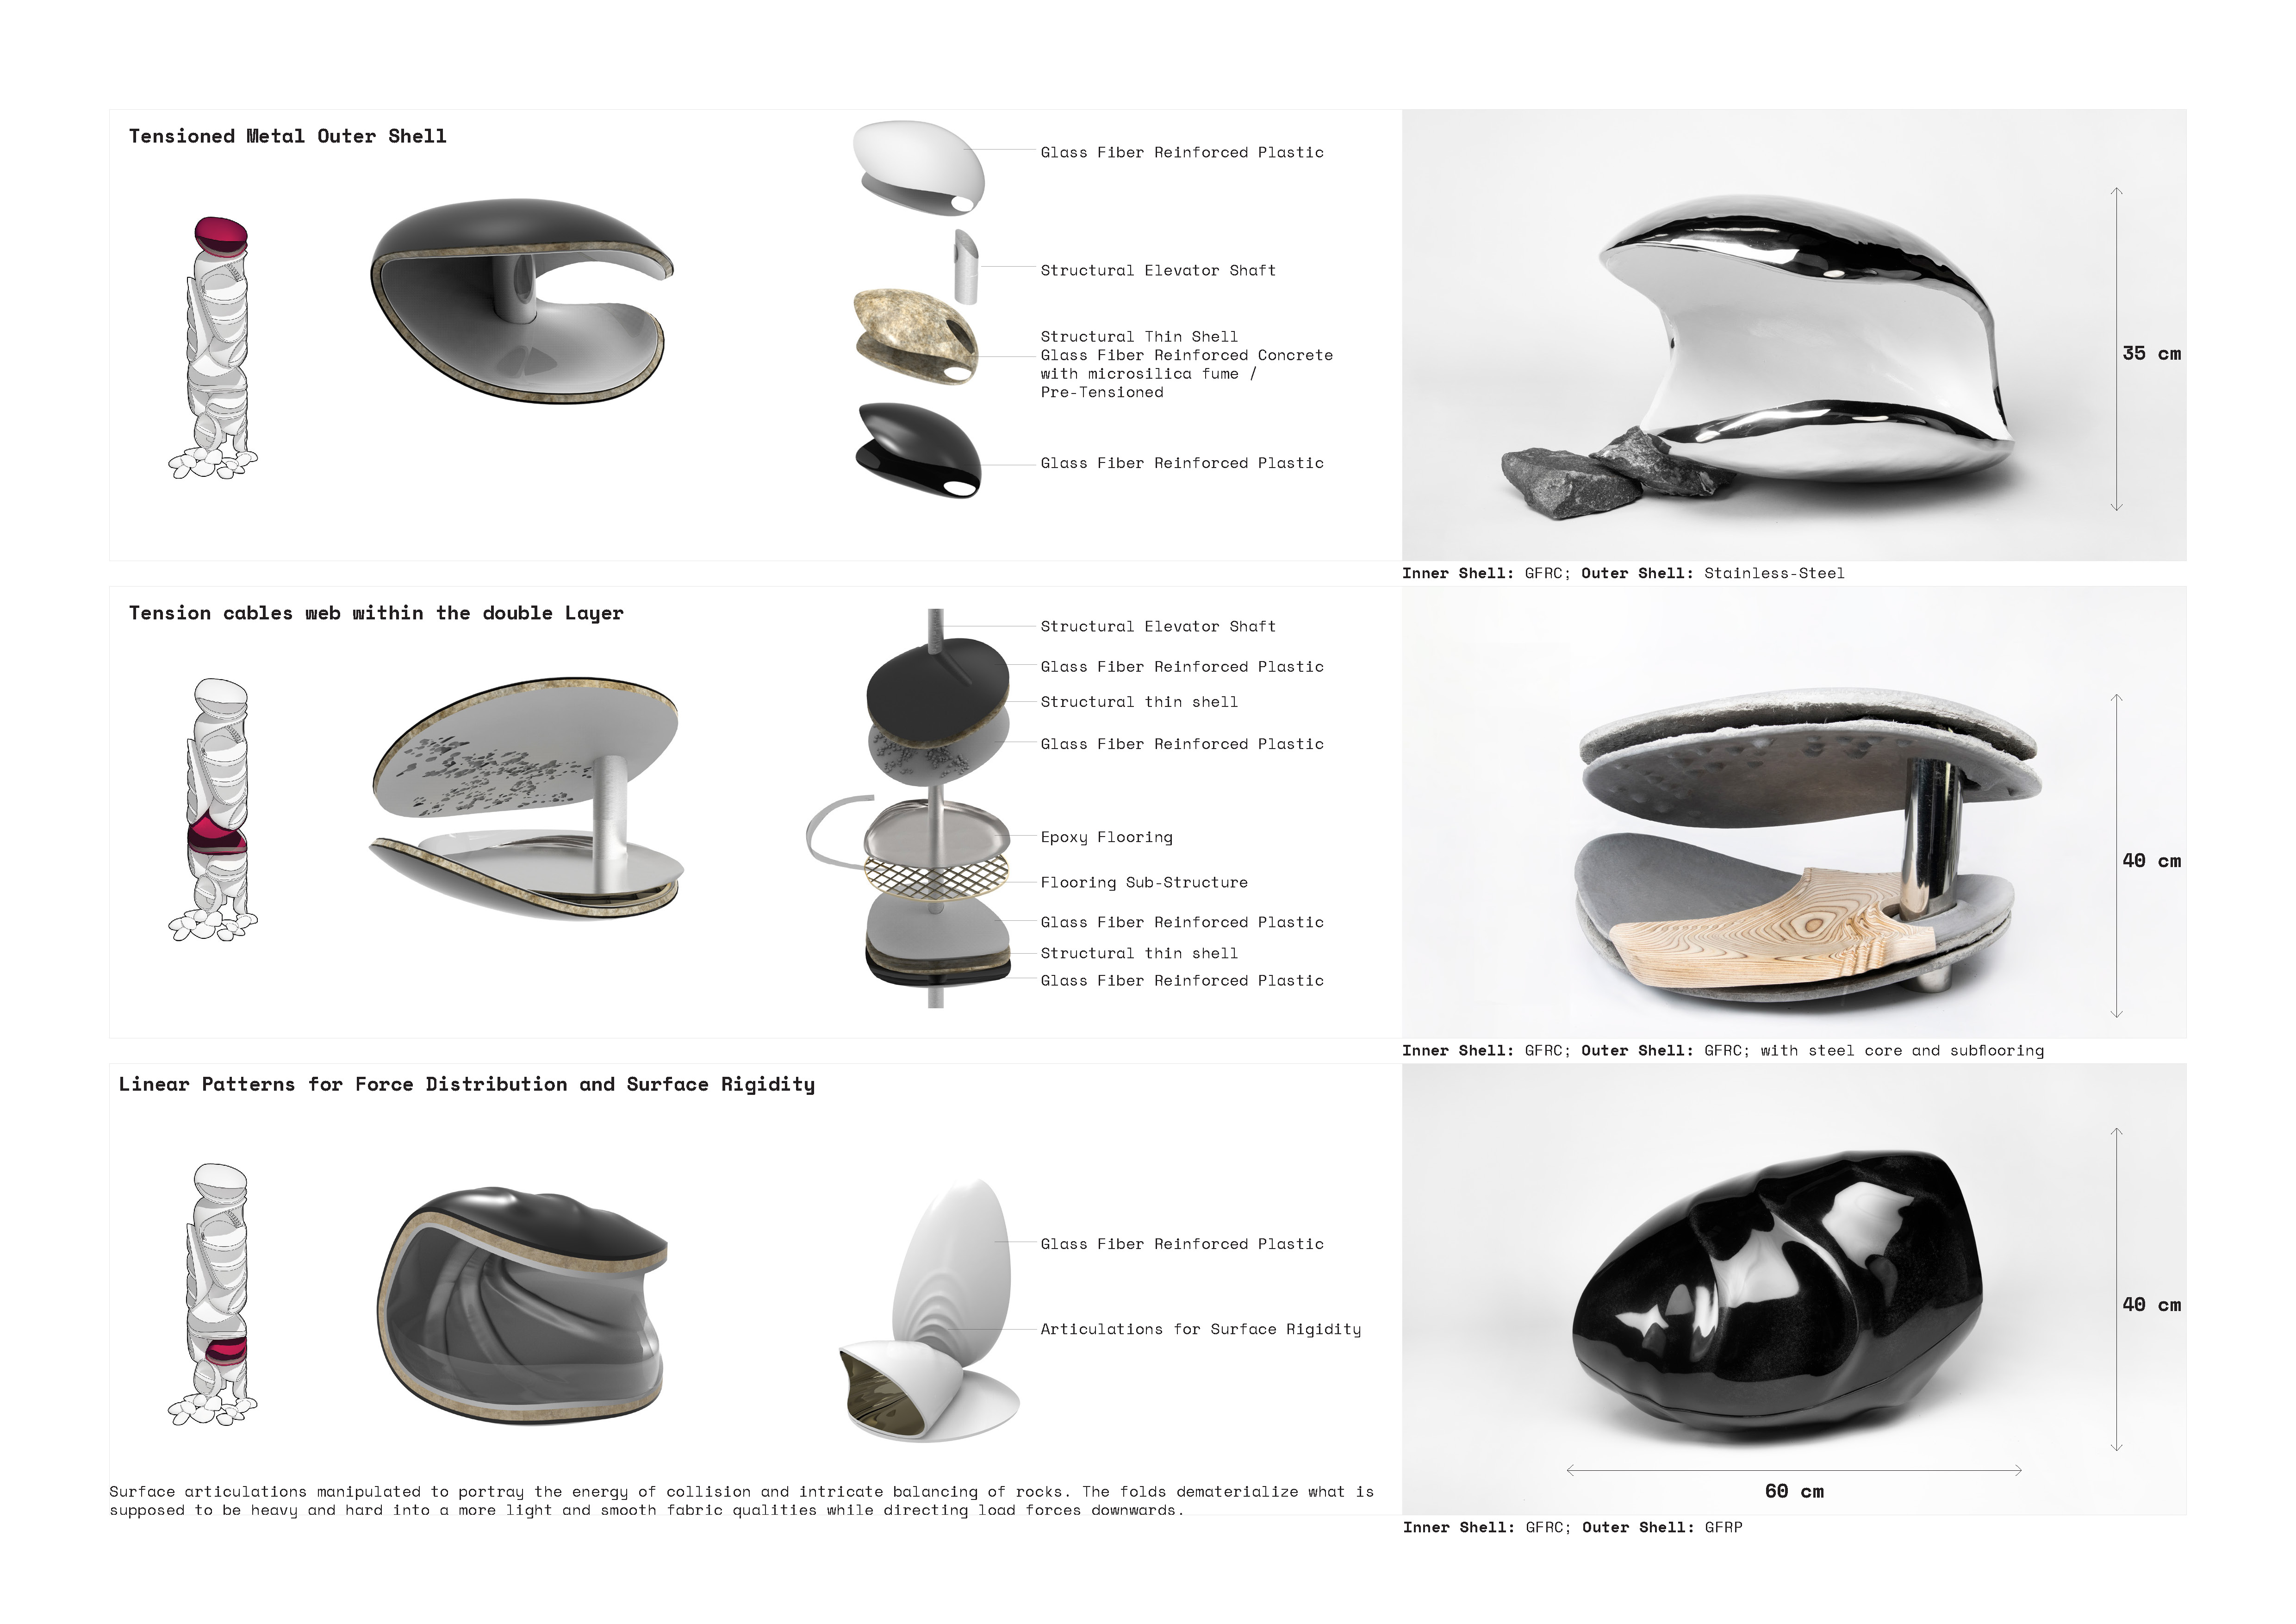 Tensioned Metal Outer Shell
Glass Fiber Reinforced Plastic
Structural Elevator Shaft
Structural Thin Shell
Glass Fiber Reinforced Concrete
with microsilica fume /
Pre-Tensioned
Glass Fiber Reinforced Plastic
35 cm
Inner Shell: GFRC; Outer Shell: Stainless-Steel
Tension cables web within the double Layer
Structural Elevator Shaft
Glass Fiber Reinforced Plastic
Structural thin shell
Glass Fiber Reinforced Plastic
Epoxy Flooring
Flooring Sub-Structure
Glass Fiber Reinforced Plastic
Structural thin shell
Glass Fiber Reinforced Plastic
40 cm
Inner Shell: GFRC; Outer Shell: GFRC; with steel core and subflooring
Linear Patterns for Force Distribution and Surface Rigidity
Glass Fiber Reinforced Plastic
Articulations for Surface Rigidity
40 cm
60 cm
Surface articulations manipulated to portray the energy of collision and intricate balancing of rocks. The folds dematerialize what is
supposed to be heavy and hard into a more light and smooth fabric qualities while directing load forces downwards.
Inner Shell: GFRC; Outer Shell: GFRP